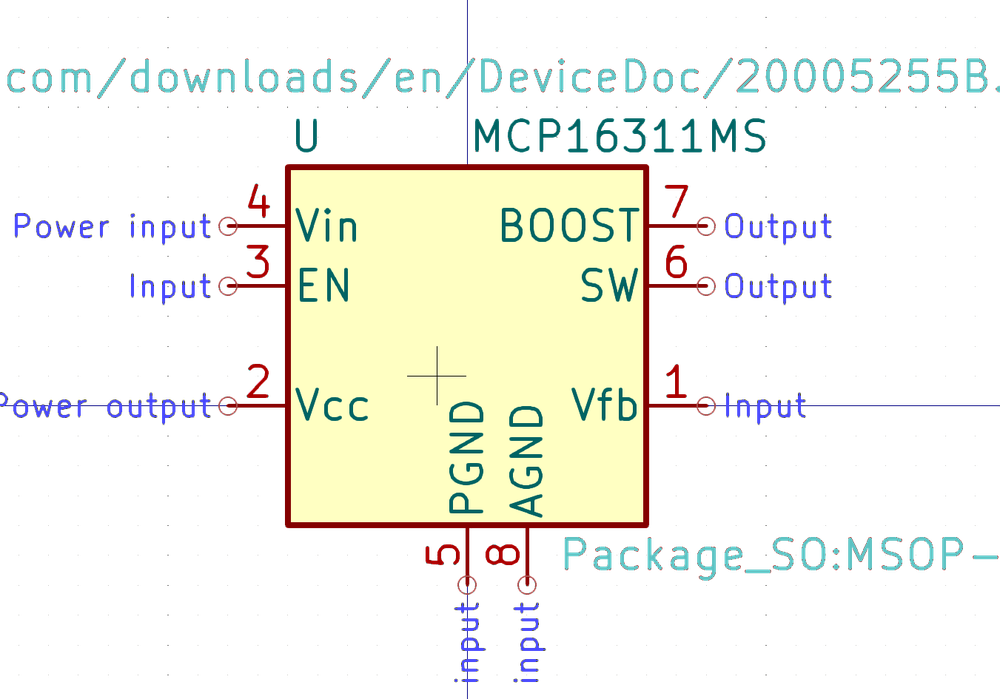 com/downloads/en/DeviceDoc/20005255B.
U MCP16311MS
4 7
Power input Vin BOOST Output
3 6
Input EN SW Output
2 1
Power output Vcc Vfb Input
PGND AGND
5 8
Package_SO:MSOP-
input input